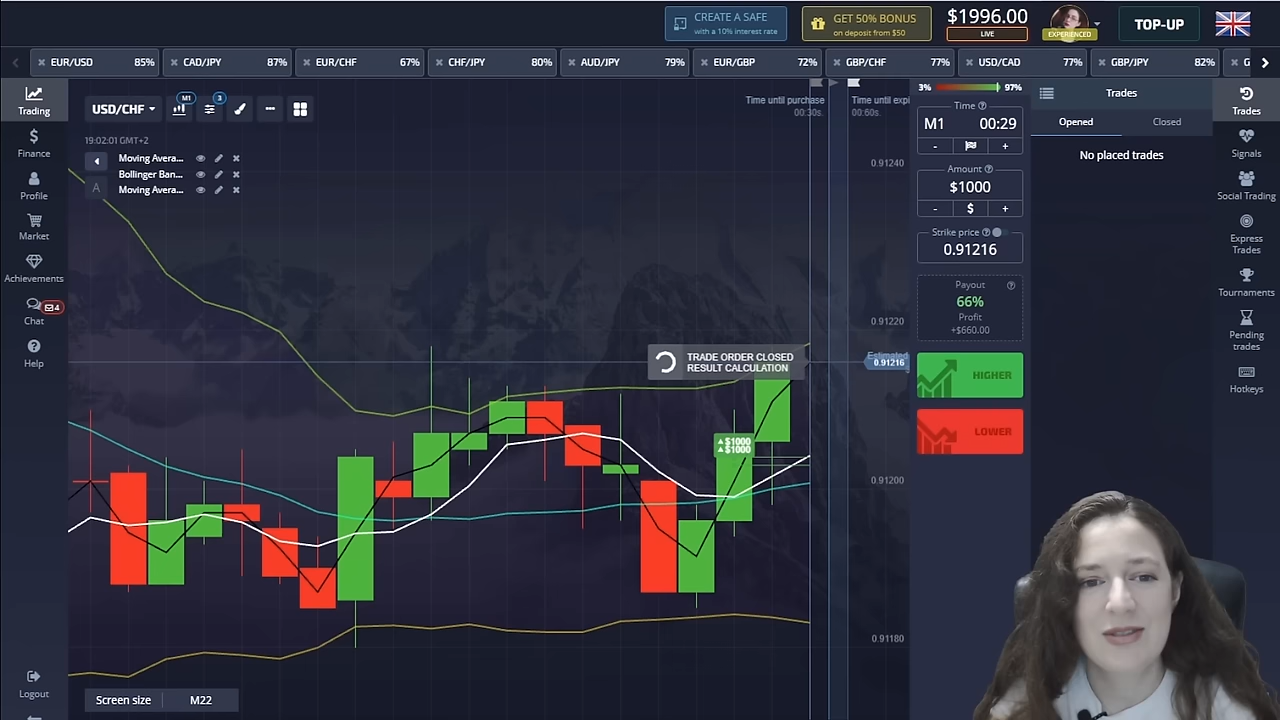 CREATE A SAFE
with a 10% interest rate
GET 50% BONUS
on deposit from $50
$1996.00
LIVE
EXPERIENCED
TOP-UP
EUR/USD 85%
CAD/JPY 87%
EUR/CHF 67%
CHF/JPY 80%
AUD/JPY 79%
EUR/GBP 72%
GBP/CHF 77%
USD/CAD 77%
GBP/JPY 82%
G
Trading
Finance
Profile
Market
Achievements
4
Chat
Help
Logout
USD/CHF
M1
3
19:02:01 GMT+2
Moving Avera...
Bollinger Ban...
A
Moving Avera...
Time until purchase
00:30s.
Time until expi
00:60s.
0.91240
0.91220
Estimated
0.91216
0.91200
0.91180
TRADE ORDER CLOSED
RESULT CALCULATION
$1000
$1000
Screen size M22
3% 97%
Time
M1 00:29
- +
Amount
$1000
- $ +
Strike price
0.91216
Payout
66%
Profit
+$660.00
HIGHER
LOWER
Trades
Opened Closed
No placed trades
Trades
Signals
Social Trading
Express
Trades
Tournaments
Pending
trades
Hotkeys